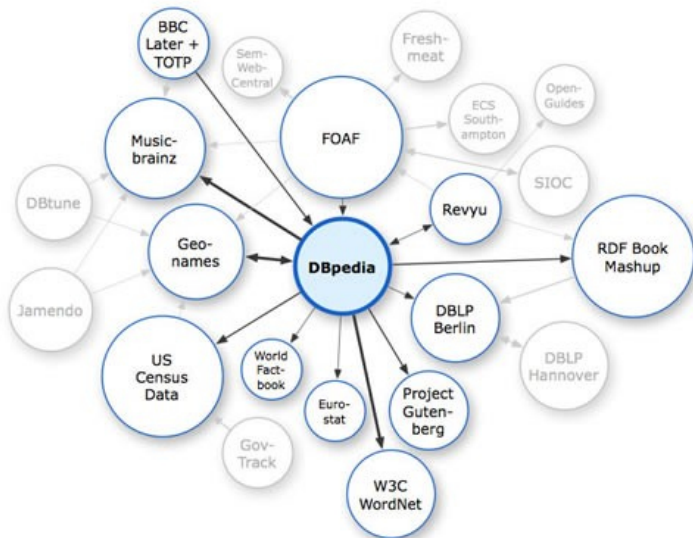 BBC
Later +
TOTP
Sem-
Web-
Central
Fresh-
meat
Open-
Guides
ECS
South-
ampton
FOAF
Music-
brainz
SIOC
DBtune
Revyu
Geo-
names
DBpedia
RDF Book
Mashup
Jamendo
DBLP
Berlin
US
Census
Data
World
Fact-
book
DBLP
Hannover
Euro-
stat
Project
Guten-
berg
Gov-
Track
W3C
WordNet